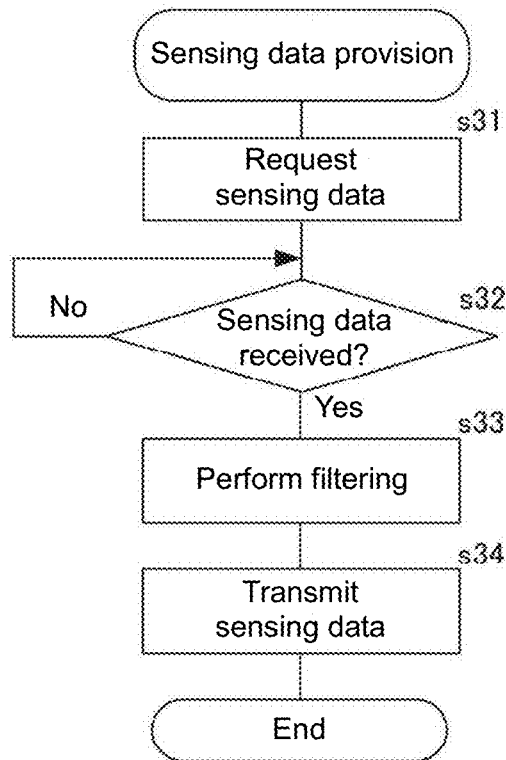 Sensing data provision
s31
Request
sensing data
No
s32
Sensing data
received?
Yes
s33
Perform filtering
s34
Transmit
sensing data
End